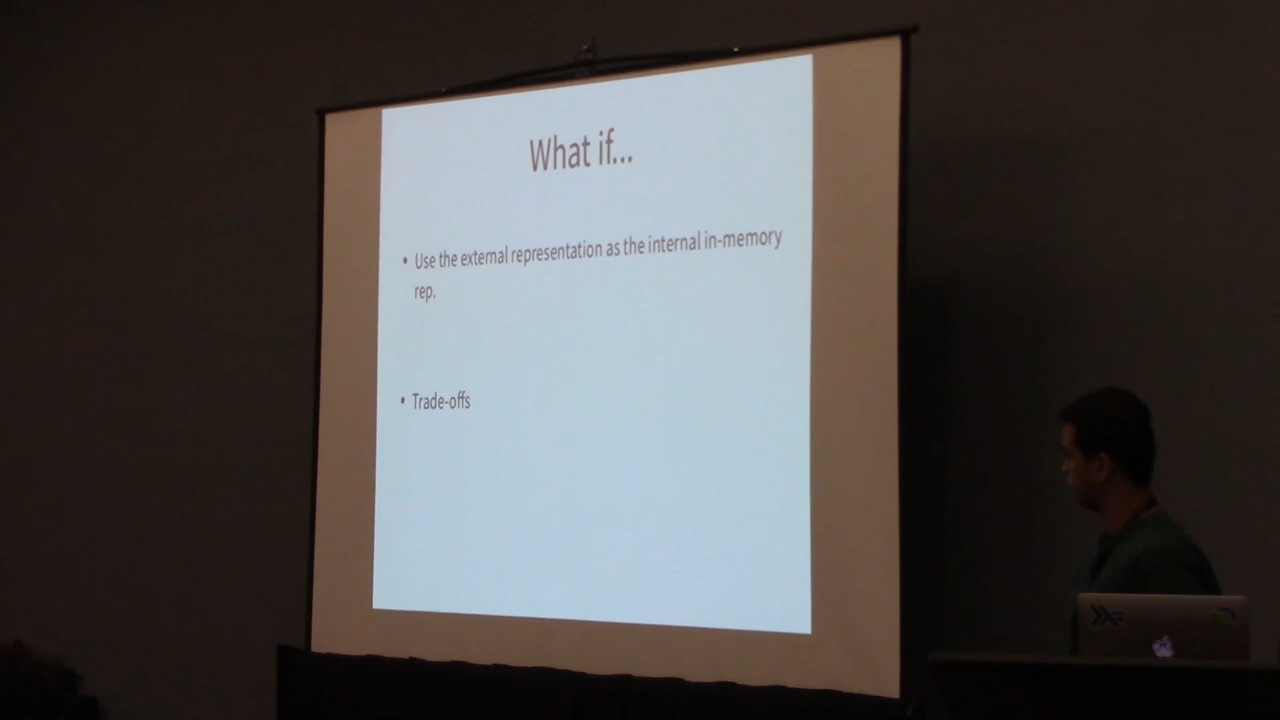 What if...
• Use the external representation as the internal in-memory
rep.
• Trade-offs